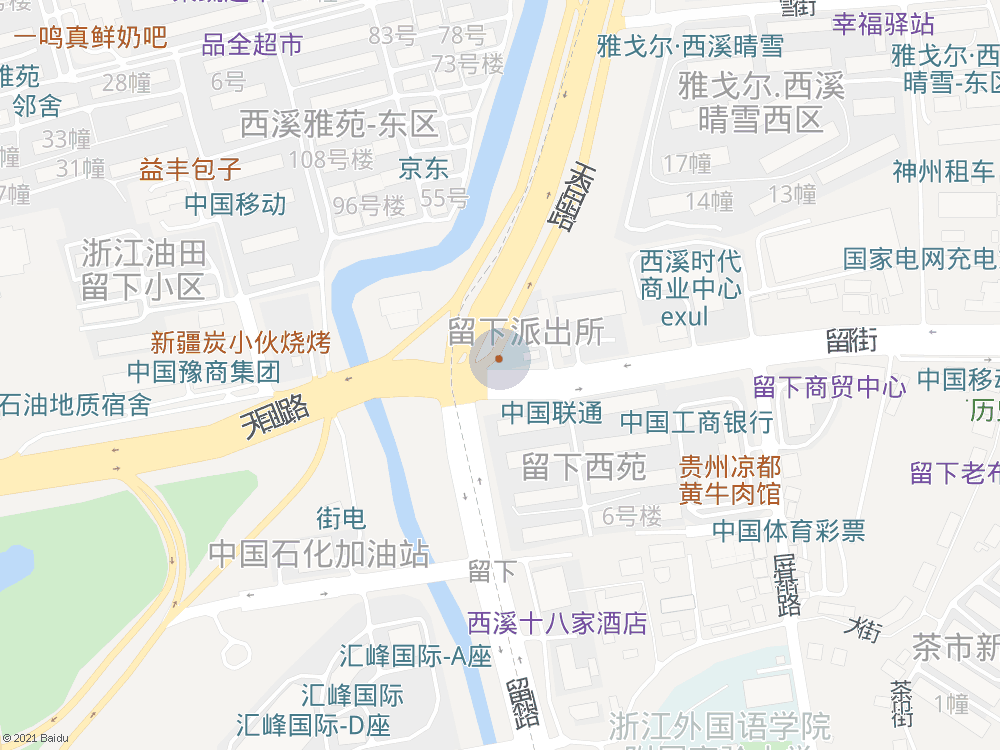 一鸣真鲜奶吧
品全超市
83号
78号
73号楼
6号
28幢
雅苑
邻舍
33幢
31幢
西溪雅苑-东区
108号楼
益丰包子
京东
中国移动
96号楼
55号
幸福驿站
雅戈尔·西溪晴雪
雅戈尔·西
晴雪-东区
雅戈尔.西溪
晴雪西区
17幢
14幢
13幢
神州租车
天目山路
浙江油田
留下小区
西溪时代
商业中心
exul
国家电网充电
留下派出所
留下街
新疆炭小伙烧烤
中国豫商集团
石油地质宿舍
天目山路
留下商贸中心
中国移动
历史
中国联通
中国工商银行
留下西苑
贵州凉都
黄牛肉馆
留下老布
6号楼
中国体育彩票
街电
中国石化加油站
留下
屏基路
西溪十八家酒店
大街
茶市新
茶市街
1幢
汇峰国际-A座
汇峰国际
汇峰国际-D座
浙江外国语学院
© 2021 Baidu